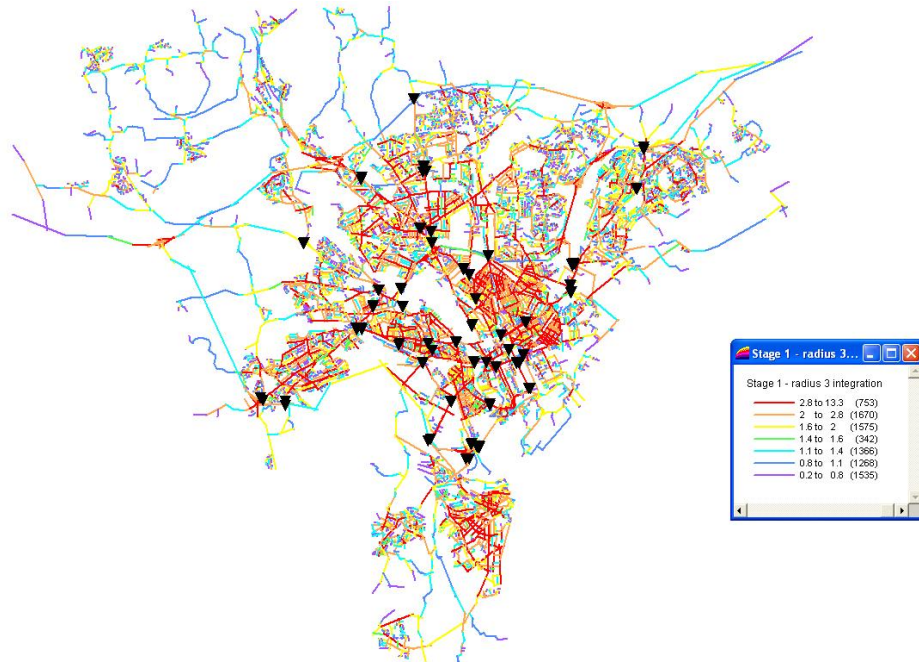 Stage 1 - radius 3...
Stage 1 - radius 3 integration
2.8 to 13.3 (753)
2 to 2.8 (1670)
1.6 to 2 (1575)
1.4 to 1.6 (342)
1.1 to 1.4 (1366)
0.8 to 1.1 (1268)
0.2 to 0.8 (1535)